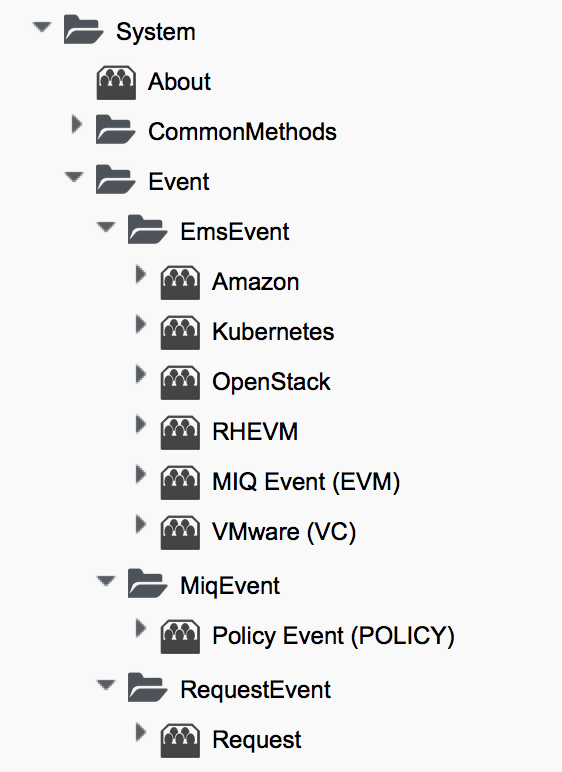 System
About
CommonMethods
Event
EmsEvent
Amazon
Kubernetes
OpenStack
RHEVM
MIQ Event (EVM)
VMware (VC)
MiqEvent
Policy Event (POLICY)
RequestEvent
Request